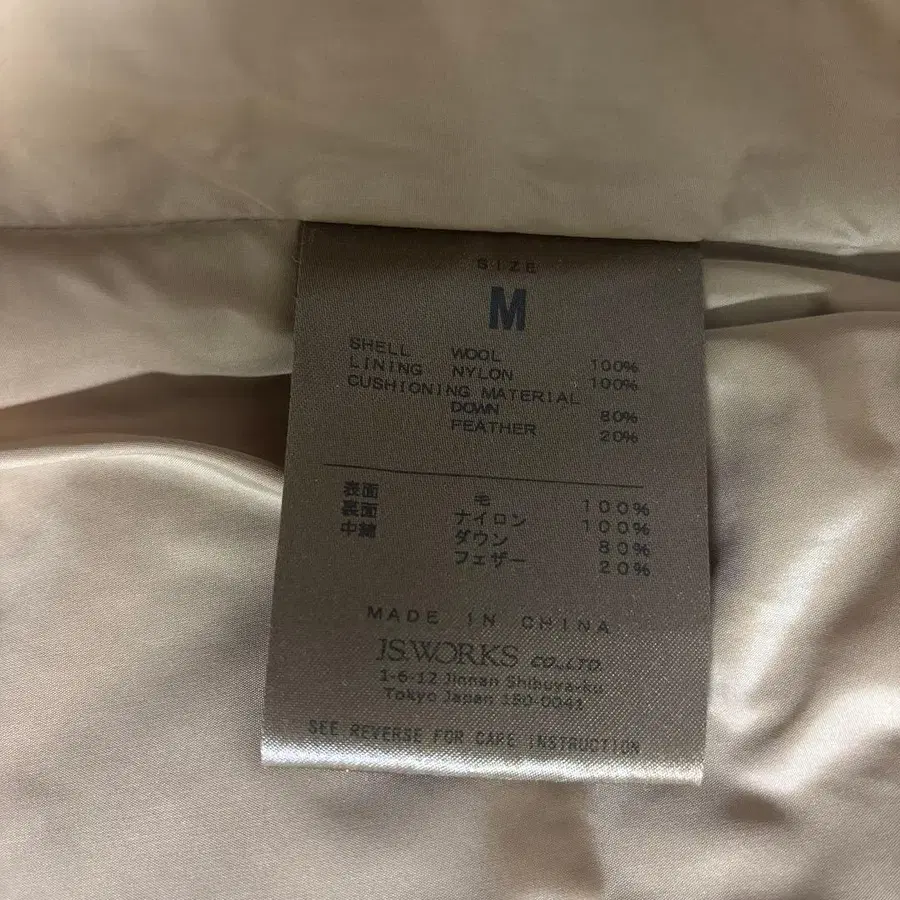 SIZE
M
SHELL WOOL 100%
LINING NYLON 100%
CUSHIONING MATERIAL
DOWN 80%
FEATHER 20%
表面 毛 100%
裏面 ナイロン 100%
中綿 ダウン 80%
フェザー 20%
MADE IN CHINA
J.S.WORKS CO.,LTD
1-6-12 Jinnan Shibuya-ku
Tokyo Japan 150-0041
SEE REVERSE FOR CARE INSTRUCTION